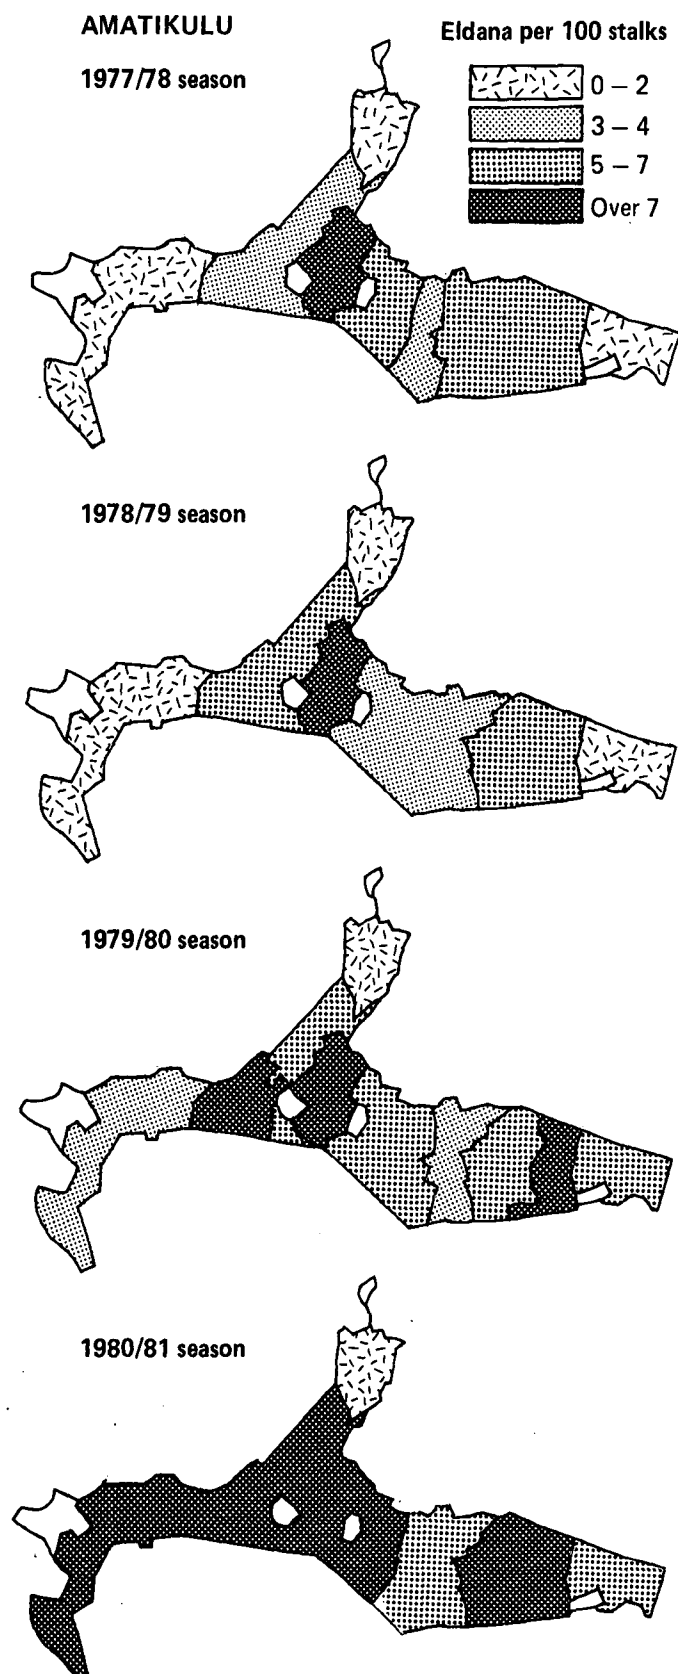 AMATIKULU
Eldana per 100 stalks
1977/78 season
0 – 2
3 – 4
5 – 7
Over 7
1978/79 season
1979/80 season
1980/81 season